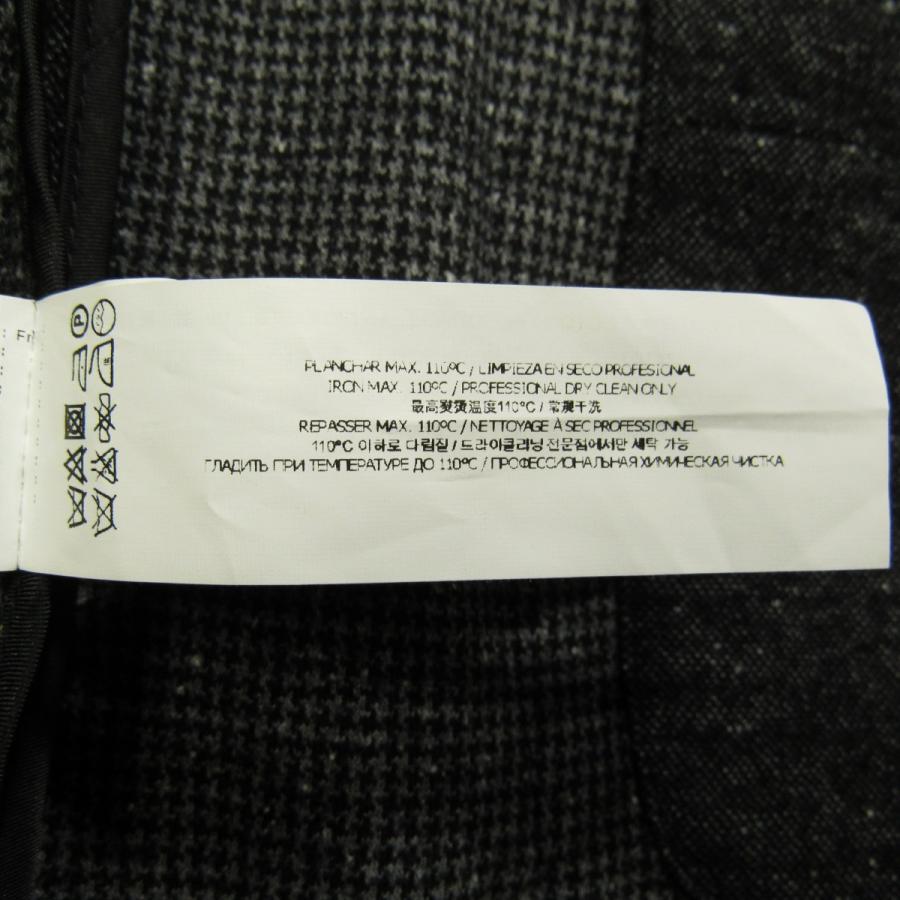 PLANCHAR MAX. 110ºC / LIMPIEZA EN SECO PROFESIONAL
IRON MAX. 110ºC / PROFESSIONAL DRY CLEAN ONLY
最高熨烫温度110°C / 常规干洗
REPASSER MAX. 110ºC / NETTOYAGE À SEC PROFESSIONNEL
110°C 이하로 다림질 / 드라이클리닝 전문점에서만 세탁 가능
ГЛАДИТЬ ПРИ ТЕМПЕРАТУРЕ ДО 110ºC / ПРОФЕССИОНАЛЬНАЯ ХИМИЧЕСКАЯ ЧИСТКА
P